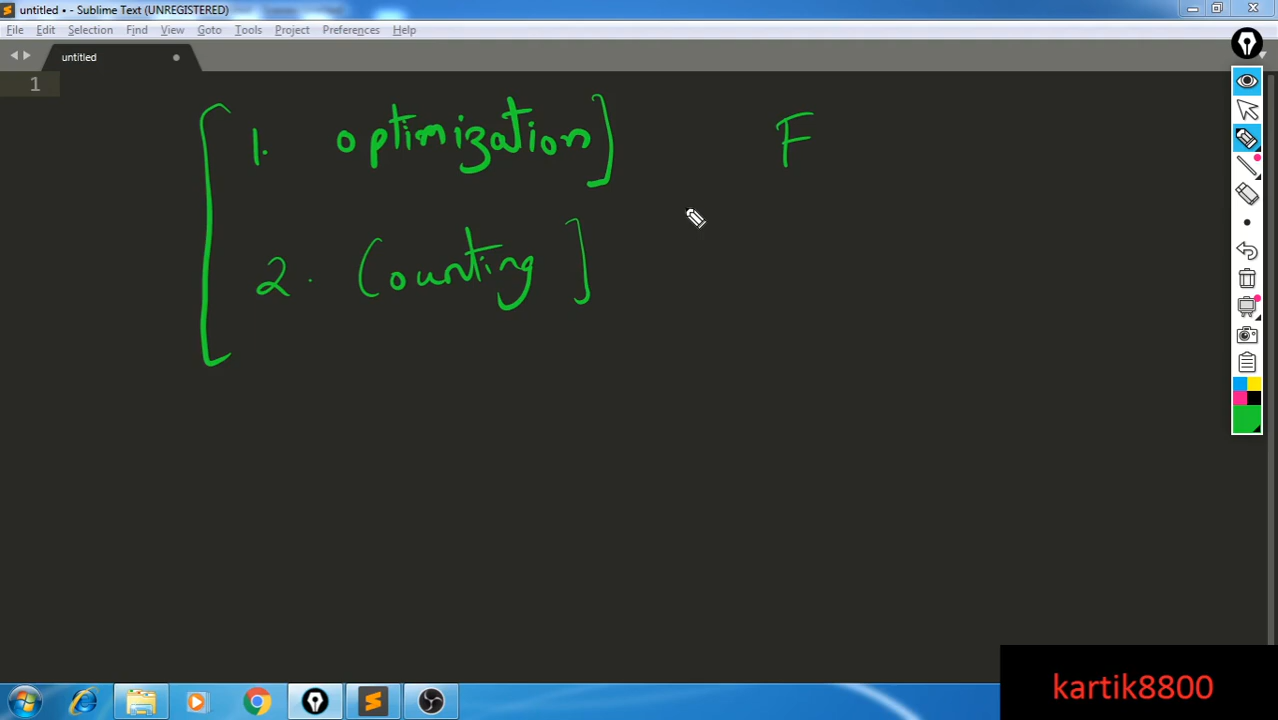 untitled • - Sublime Text (UNREGISTERED)
File Edit Selection Find View Goto Tools Project Preferences Help
untitled
1
1. optimization] F
2. Counting ]
kartik8800